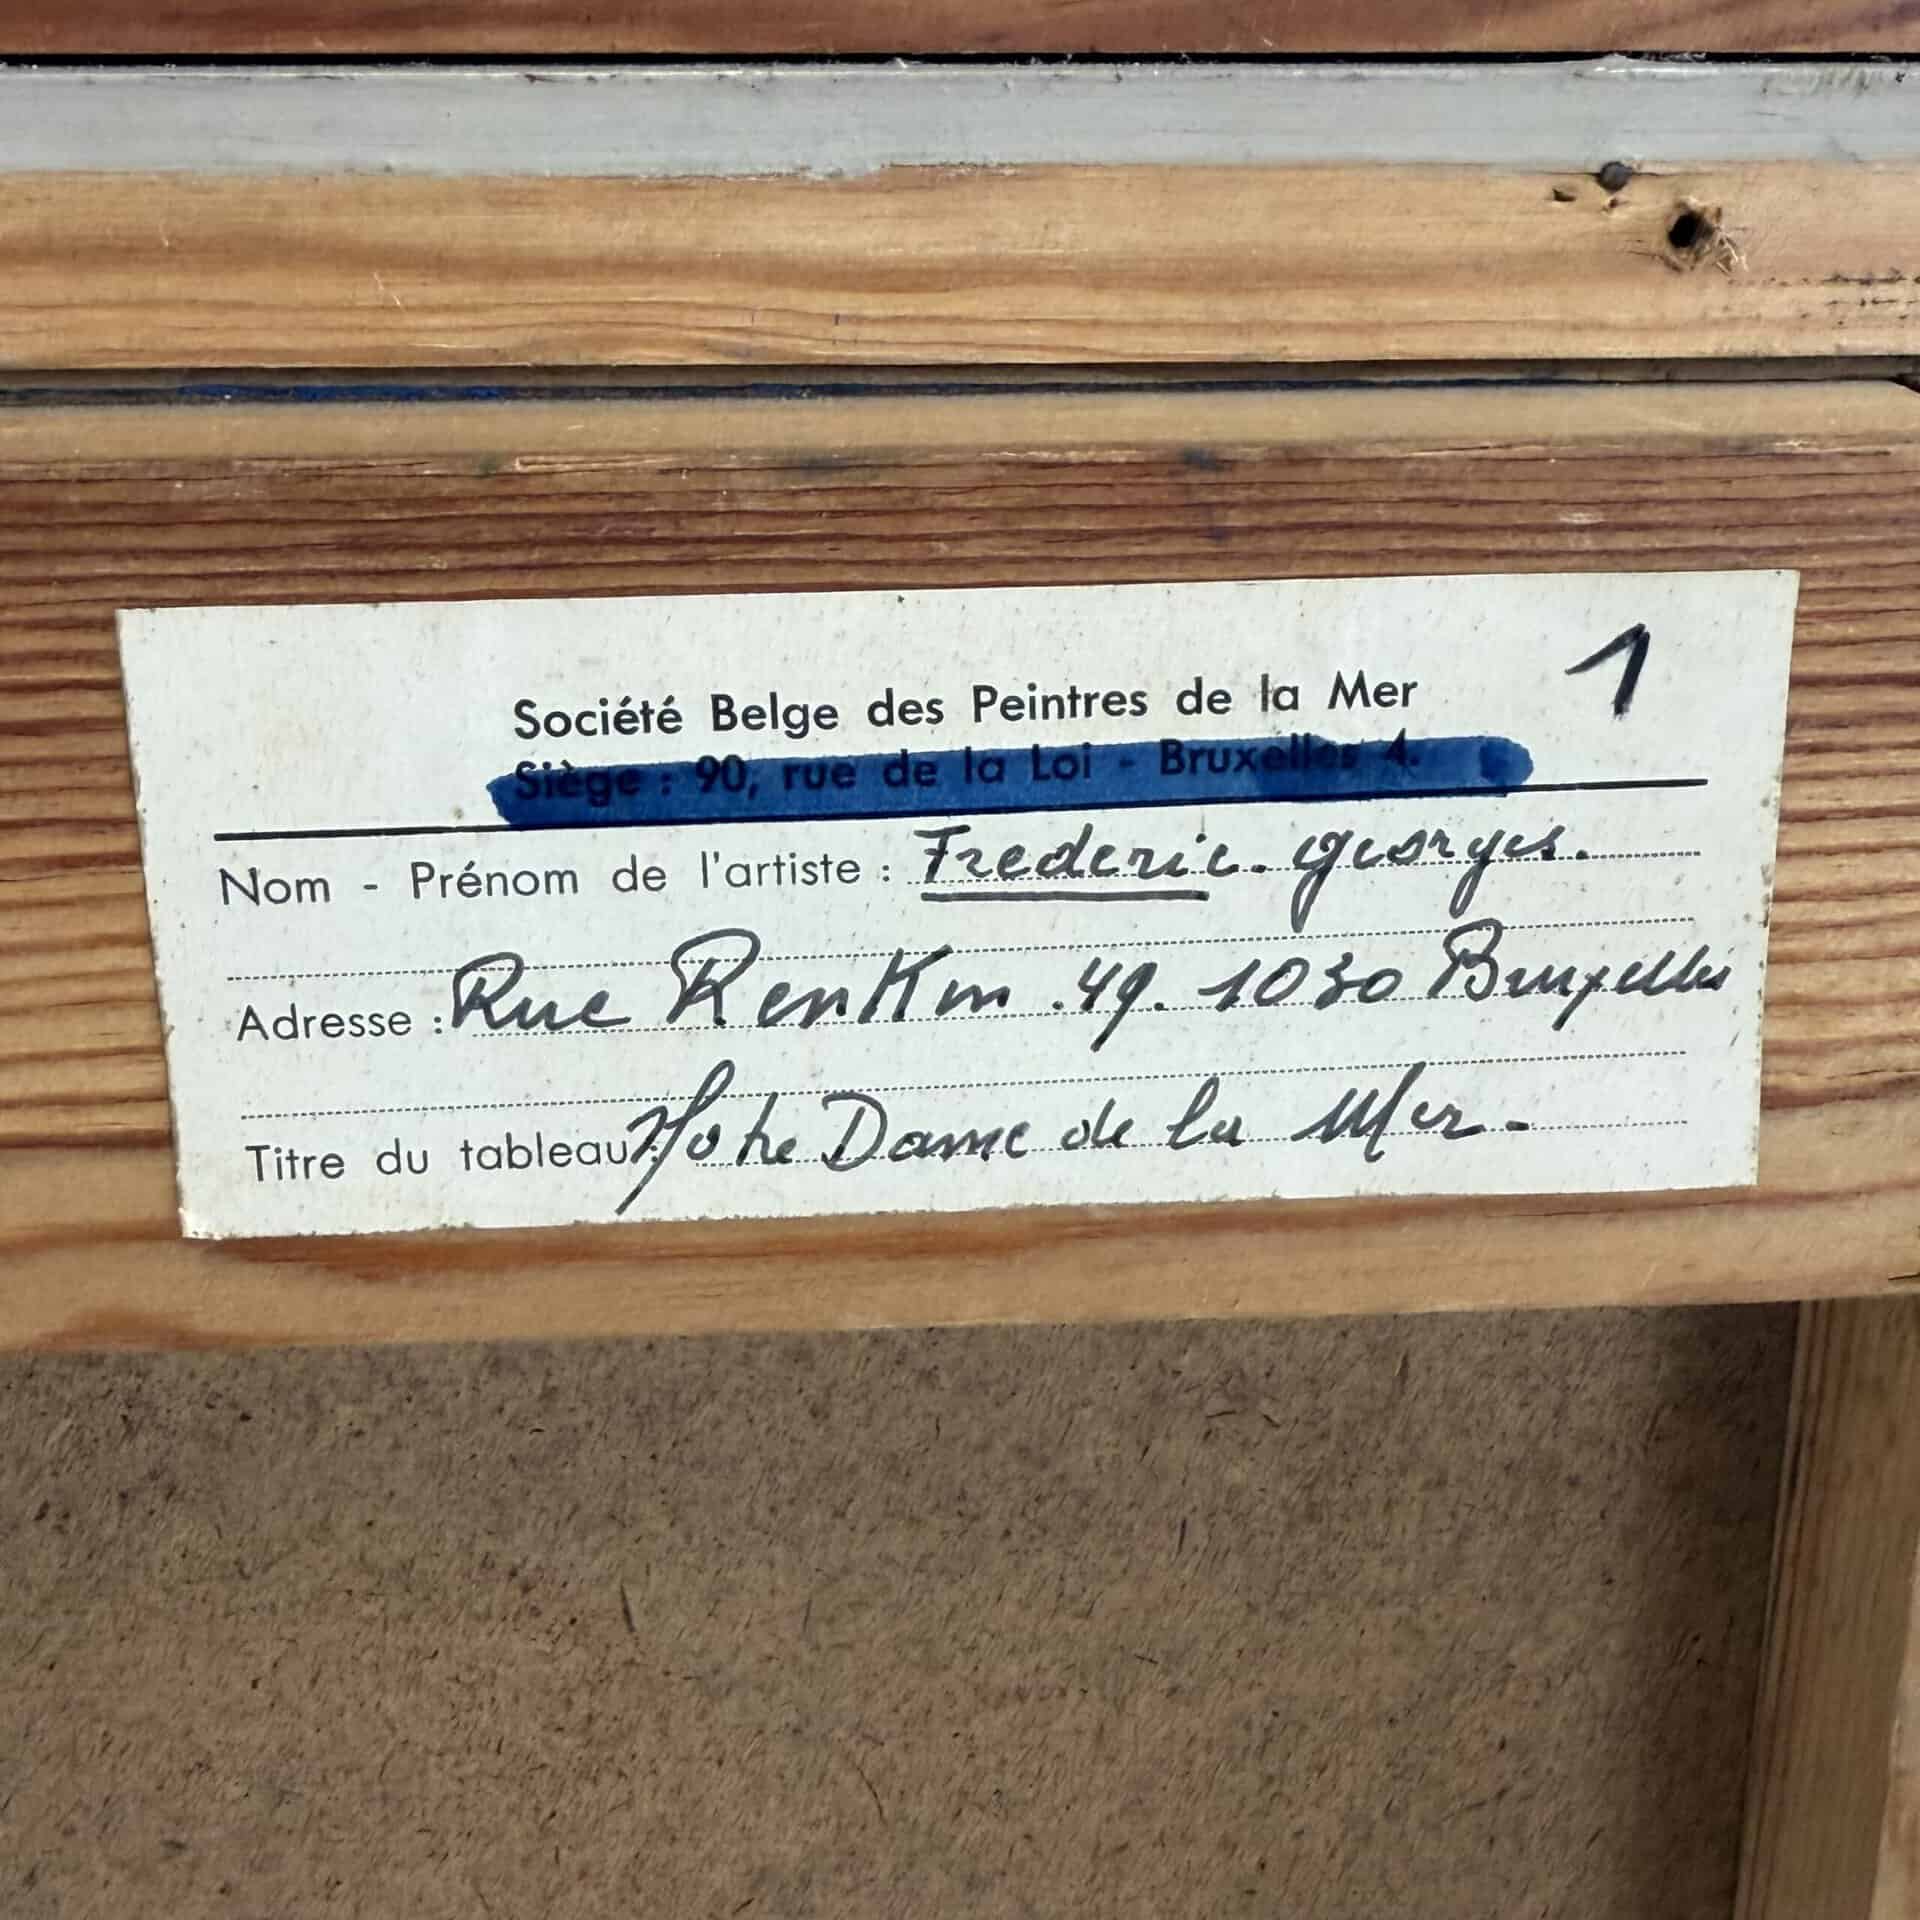 Société Belge des Peintres de la Mer 1
Siège : 90, rue de la Loi - Bruxelles 4.
Nom - Prénom de l'artiste : Frederic. georges.
Adresse : Rue RenKin .49. 1030 Bruxelles
Titre du tableau : Notre Dame de la Mer -